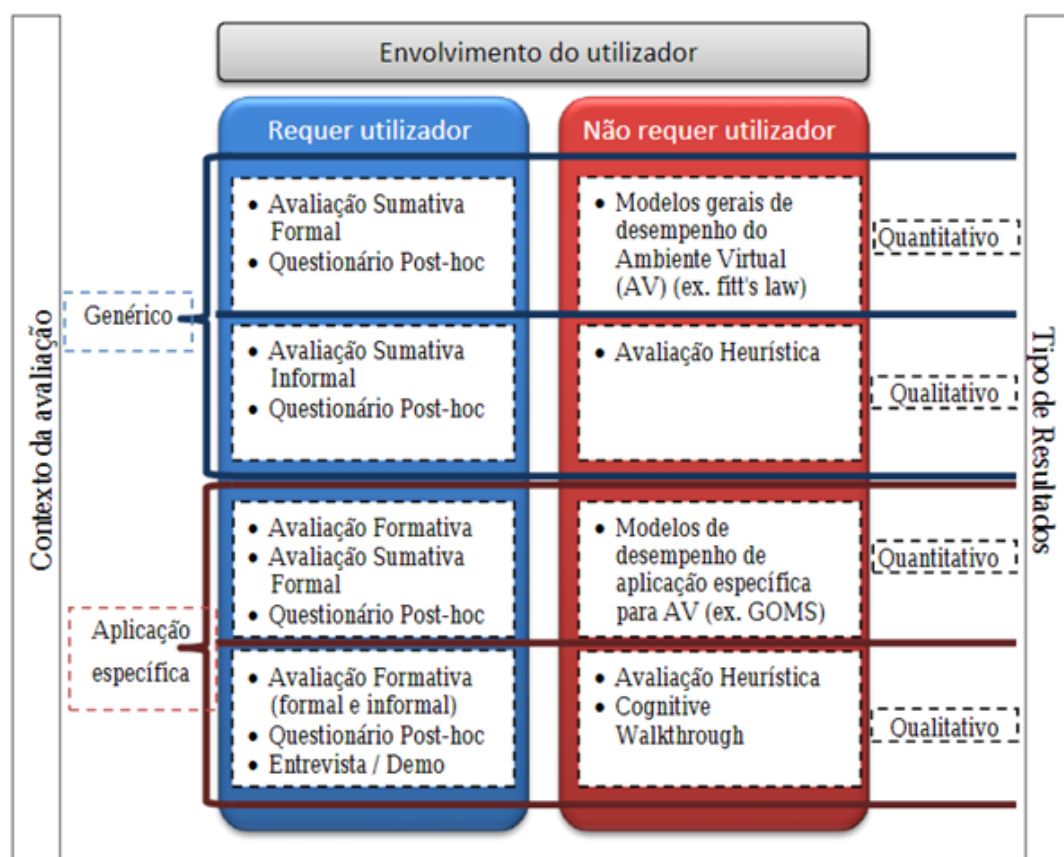 Envolvimento do utilizador
Requer utilizador
Não requer utilizador
Contexto da avaliação
Tipo de Resultados
Genérico
• Avaliação Sumativa
Formal
• Questionário Post-hoc
• Modelos gerais de
desempenho do
Ambiente Virtual
(AV) (ex. fitt's law)
Quantitativo
• Avaliação Sumativa
Informal
• Questionário Post-hoc
• Avaliação Heurística
Qualitativo
Aplicação
específica
• Avaliação Formativa
• Avaliação Sumativa
Formal
• Questionário Post-hoc
• Modelos de
desempenho de
aplicação específica
para AV (ex. GOMS)
Quantitativo
• Avaliação Formativa
(formal e informal)
• Questionário Post-hoc
• Entrevista / Demo
• Avaliação Heurística
• Cognitive
Walkthrough
Qualitativo